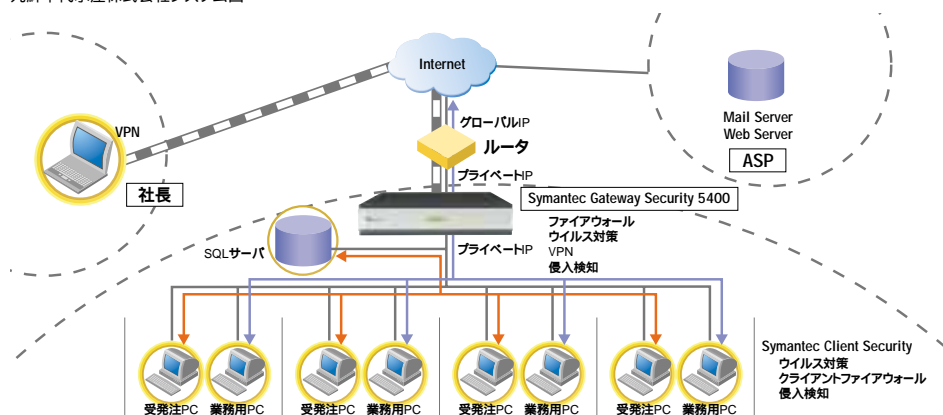 Internet
VPN
グローバルIP
Mail Server
Web Server
ルータ
ASP
プライベートIP
社長
Symantec Gateway Security 5400
ファイアウォール
ウイルス対策
VPN
侵入検知
SQLサーバ
プライベートIP
Symantec Client Security
ウイルス対策
クライアントファイアウォール
侵入検知
受発注PC 業務用PC 受発注PC 業務用PC 受発注PC 業務用PC 受発注PC 業務用PC